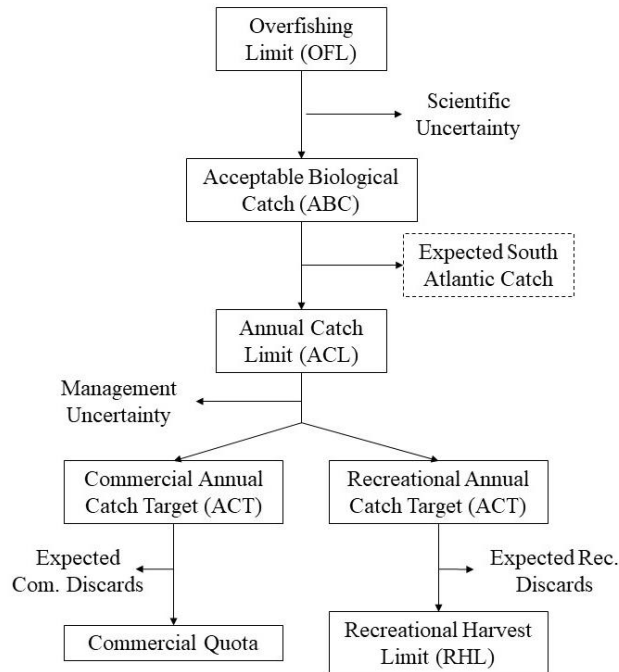 Overfishing
Limit (OFL)
Scientific
Uncertainty
Acceptable Biological
Catch (ABC)
Expected South
Atlantic Catch
Annual Catch
Limit (ACL)
Management
Uncertainty
Commercial Annual
Catch Target (ACT)
Recreational Annual
Catch Target (ACT)
Expected
Com. Discards
Expected Rec.
Discards
Commercial Quota
Recreational Harvest
Limit (RHL)